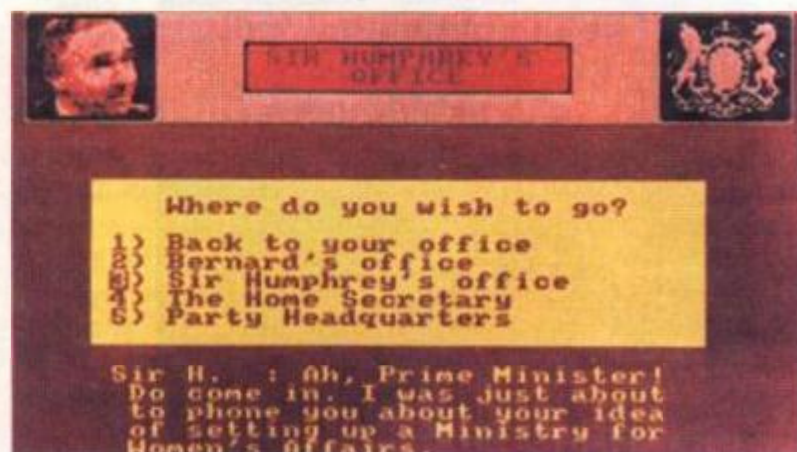 SIR HUMPHREY'S
OFFICE
Where do you wish to go?
1) Back to your office
2) Bernard's office
3) Sir Humphrey's office
4) The Home Secretary
5) Party Headquarters
Sir H. : Ah, Prime Minister!
Do come in. I was just about
to phone you about your idea
of setting up a Ministry for
Women's Affairs.